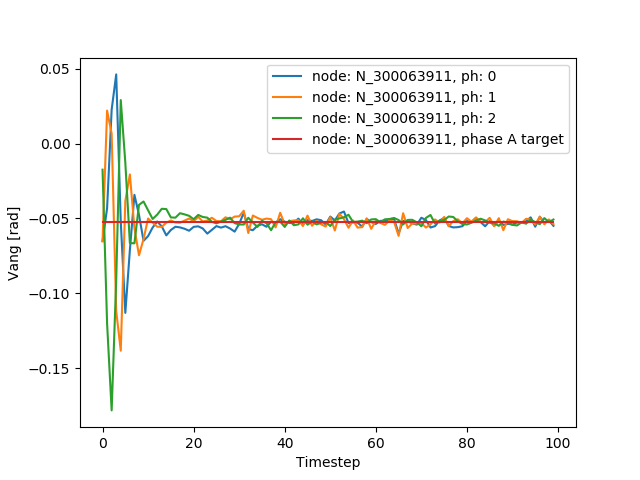 node: N_300063911, ph: 0
node: N_300063911, ph: 1
node: N_300063911, ph: 2
node: N_300063911, phase A target
0.05
0.00
−0.05
−0.10
−0.15
Vang [rad]
0
20
40
60
80
100
Timestep